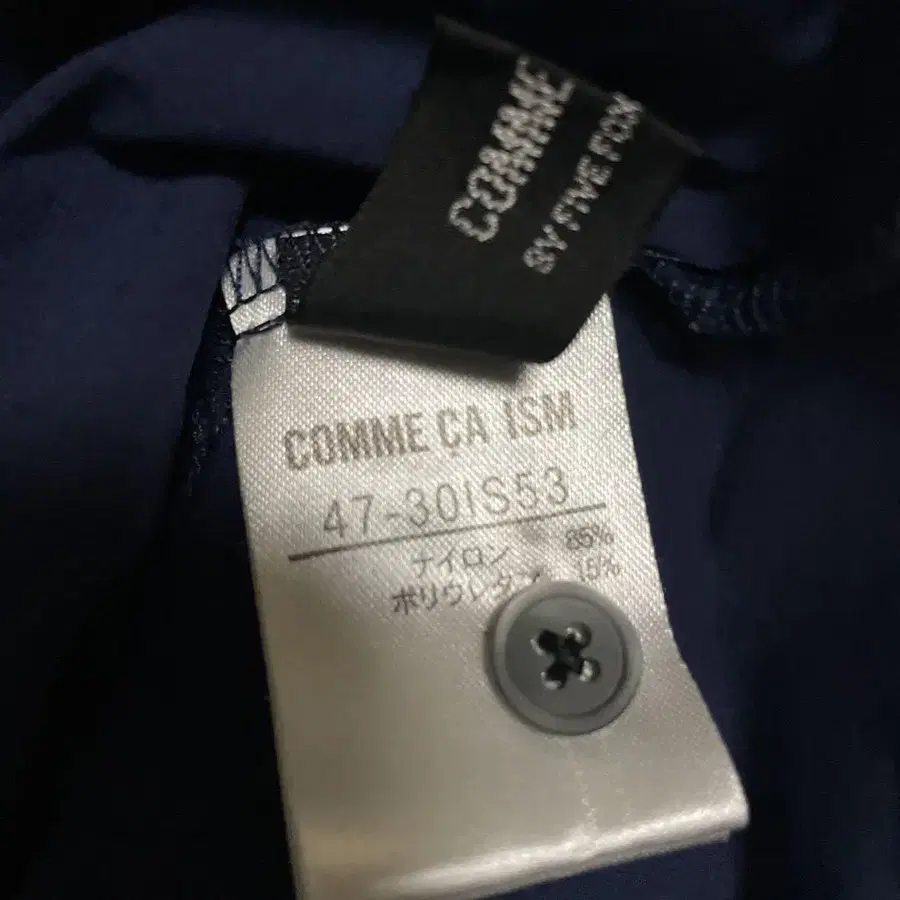 COMME
BY FIVE FOX
COMME ÇA ISM
47-30IS53
ナイロン 85%
ポリウレタン 15%